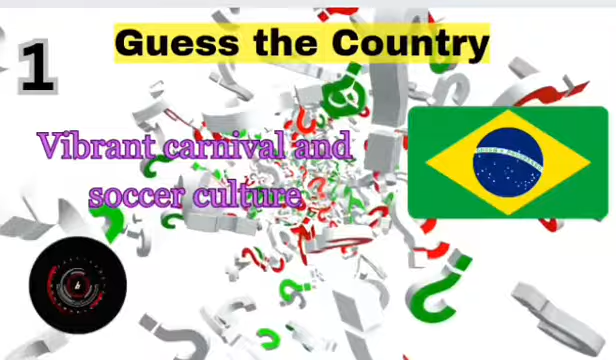 Guess the Country
1
Vibrant carnival and
soccer culture